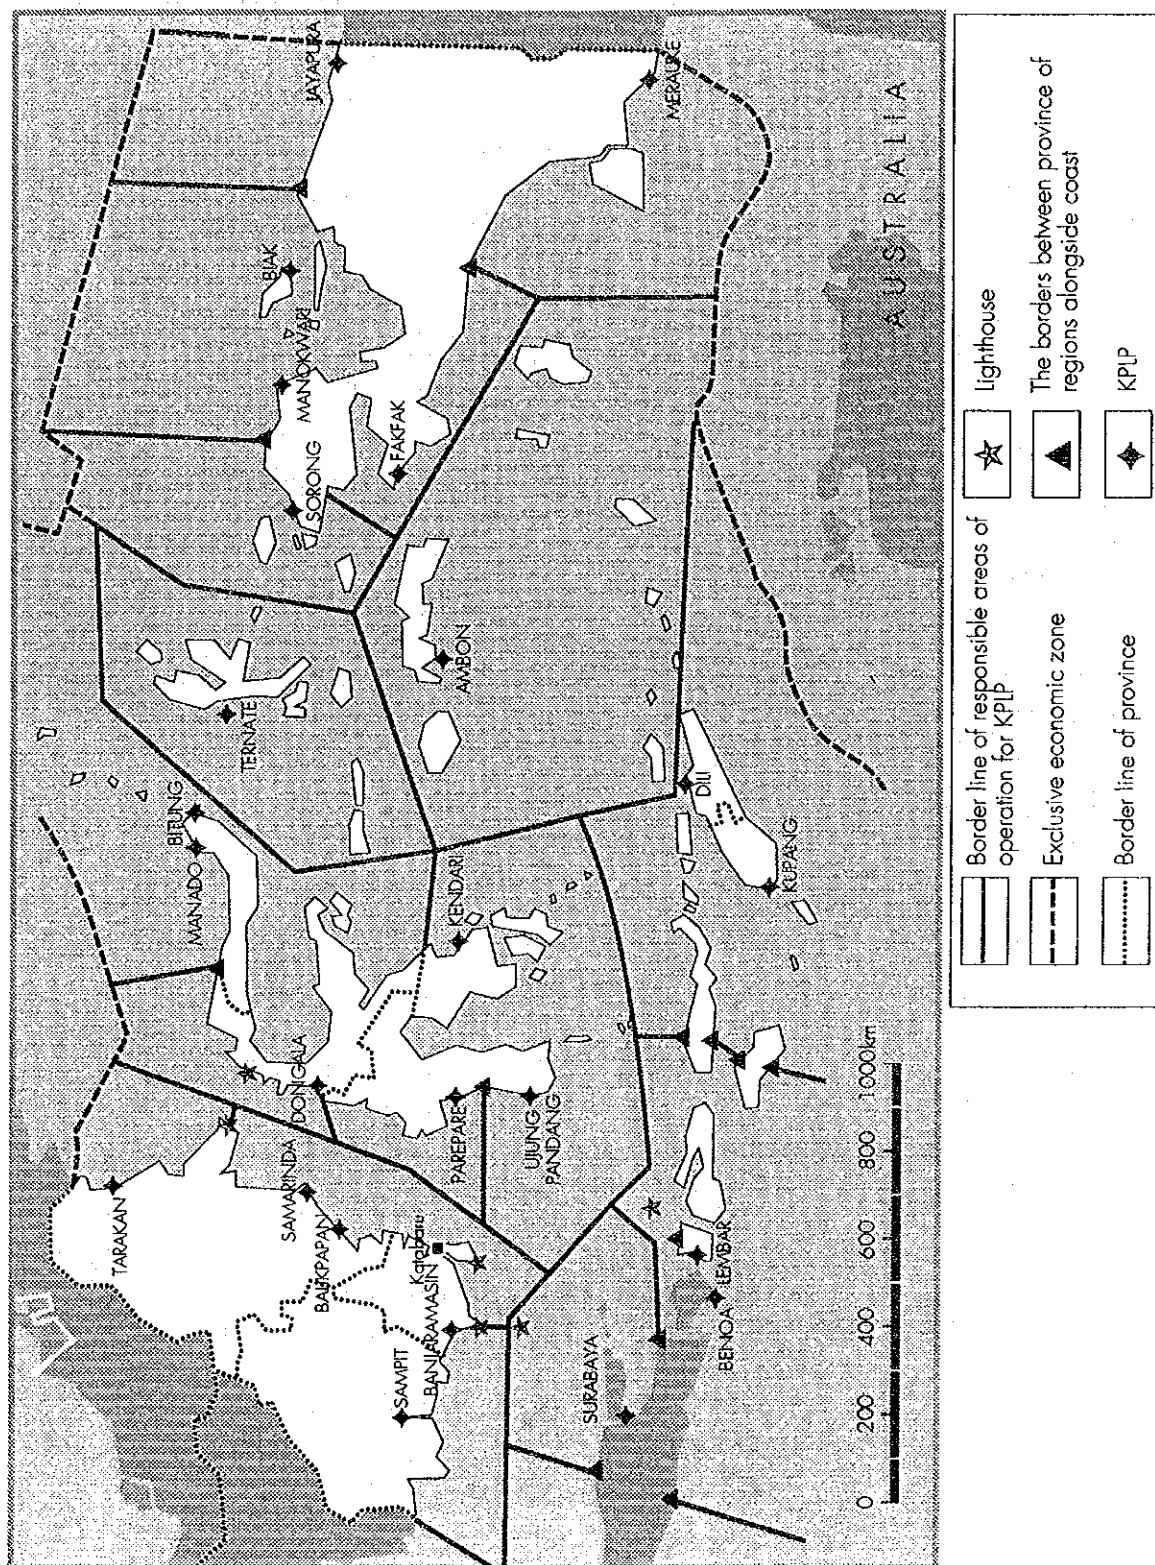 JAYAPURA
MERAUKE
BIAK
MANOKWARI
SORONG
FAKFAK
AUSTRALIA
TERNATE
AMBON
BITUNG
MANADO
KENDARI
DILI
KUPANG
DONGALA
PAREPARE
UJUNG
PANDANG
TARAKAN
SAMARINDA
BALIKPAPAN
Kotabaru
BANJARAMASIN
SAMPIT
SURABAYA
LEMBAR
BENOA
0 200 400 600 800 1000km
Border line of responsible areas of
operation for KPLP
Exclusive economic zone
Border line of province
Lighthouse
The borders between province of
regions alongside coast
KPLP